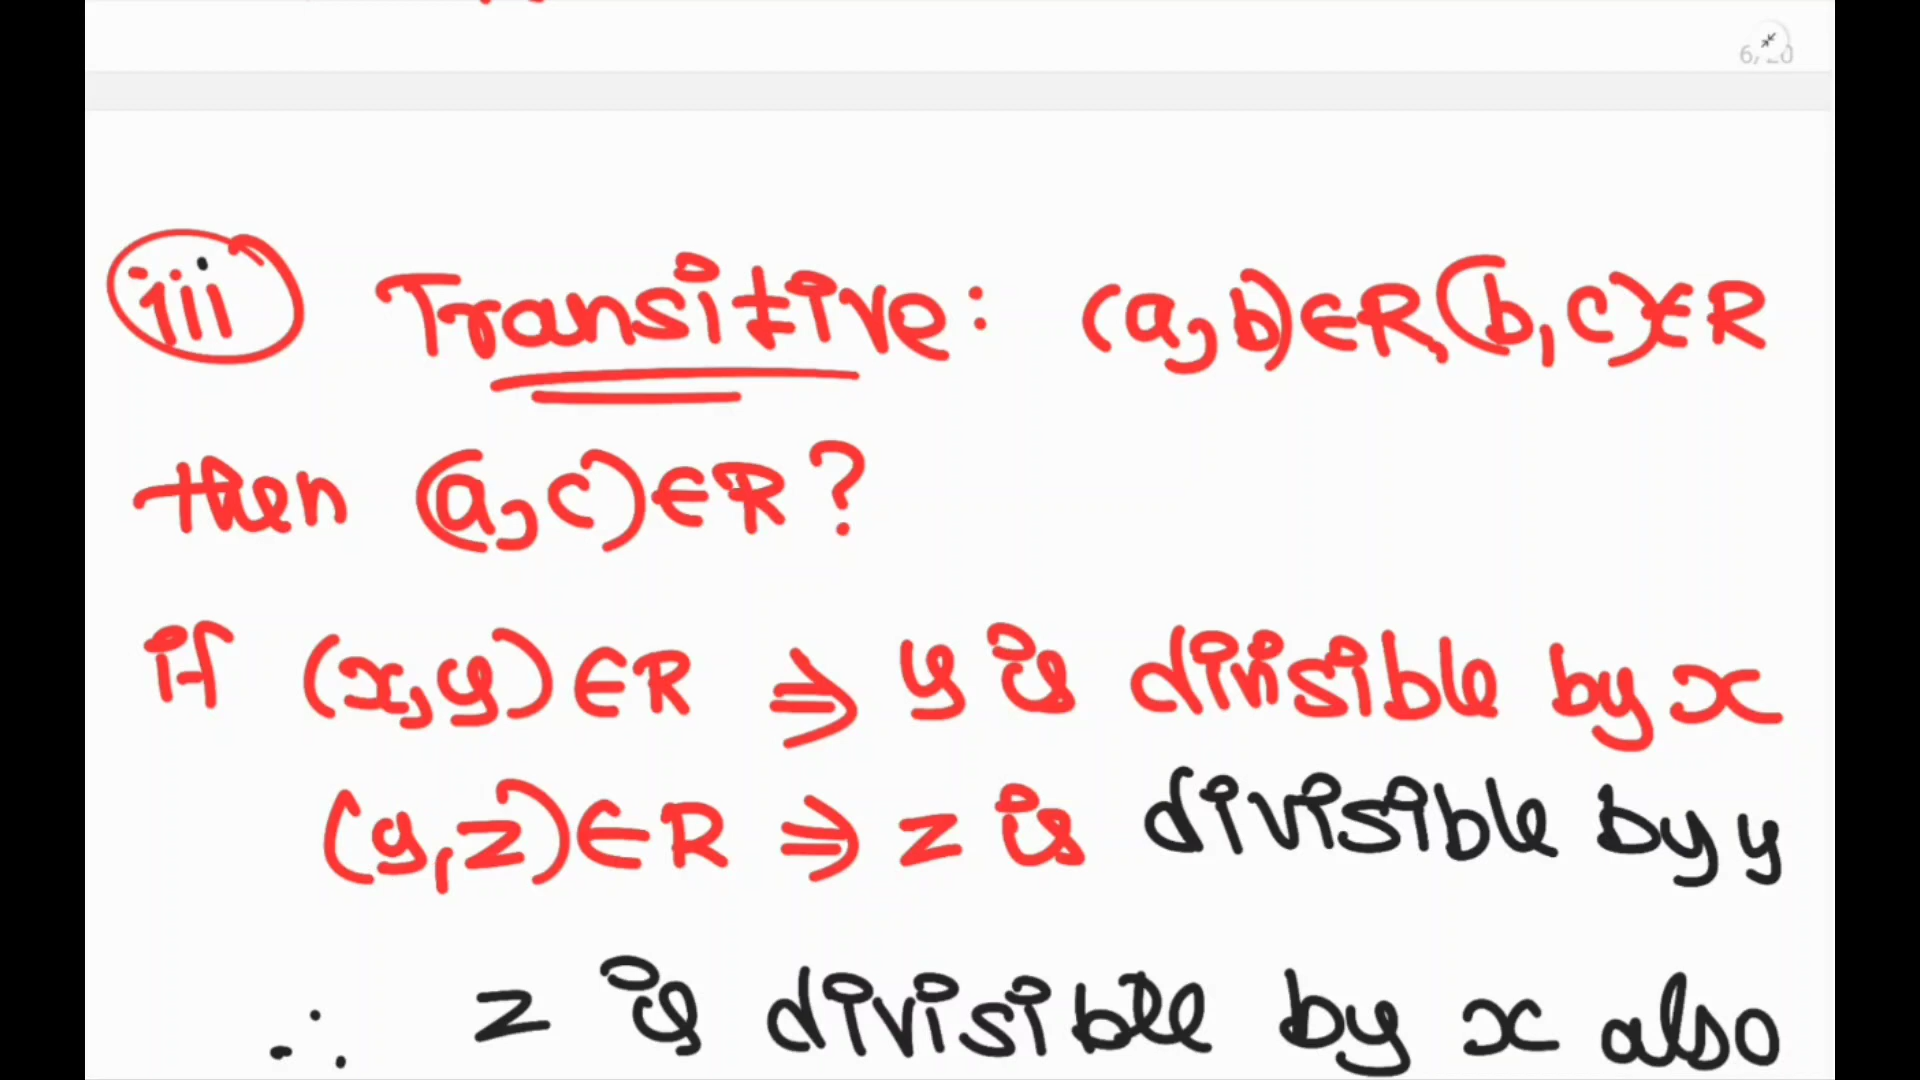 iii Transitive: (a,b)∈R, (b,c)∈R
then (a,c)∈R?
if (x,y)∈R ⇒ y is divisible by x
(y,z)∈R ⇒ z is divisible by y
∴ z is divisible by x also